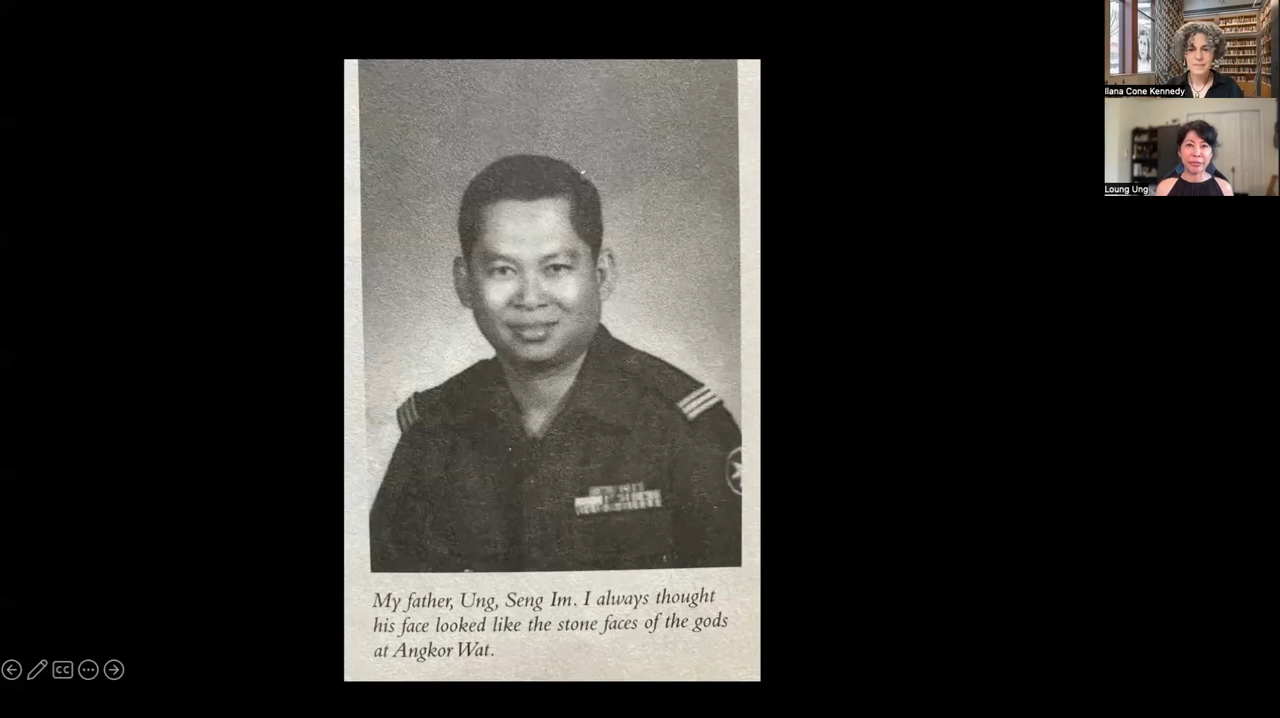 Ilana Cone Kennedy
Loung Ung
My father, Ung, Seng Im. I always thought
his face looked like the stone faces of the gods
at Angkor Wat.
CC